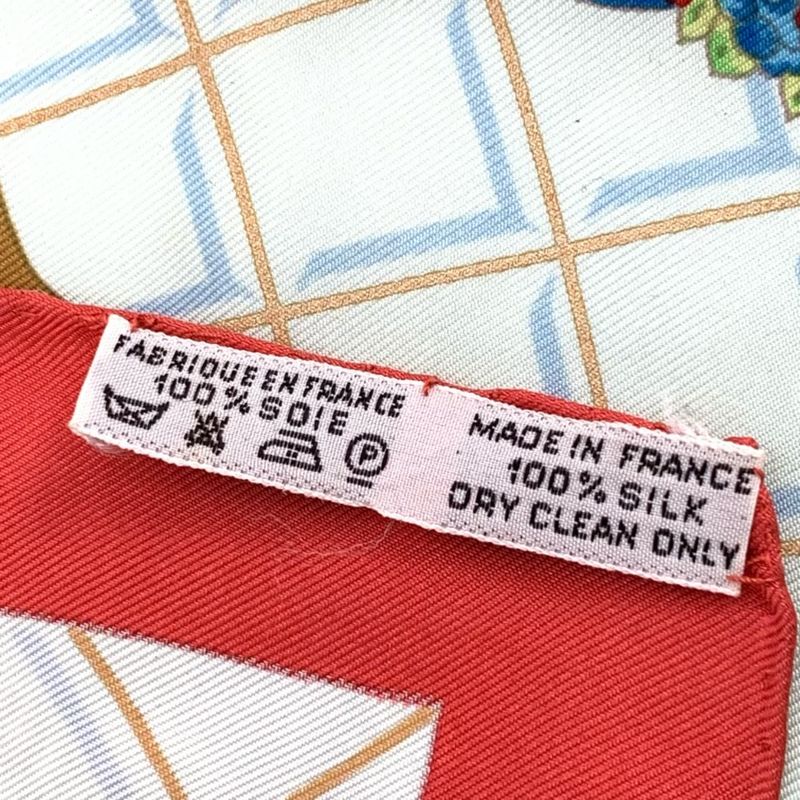 FABRIQUE EN FRANCE
100% SOIE
P
MADE IN FRANCE
100% SILK
DRY CLEAN ONLY